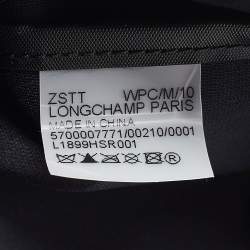 ZSTT WPC/M/10
LONGCHAMP PARIS
MADE IN CHINA
5700007771/00210/0001
L1899HSR001